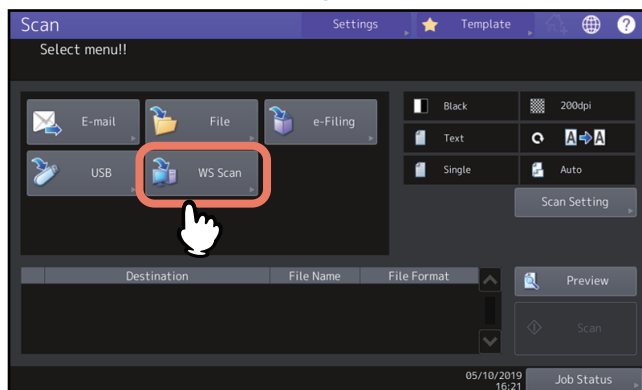 Scan Settings Template ?
Select menu!!
E-mail File e-Filing
USB WS Scan
Black 200dpi
Text A A
Single Auto
Scan Setting
Destination File Name File Format
Preview
Scan
05/10/2019
16:21
Job Status